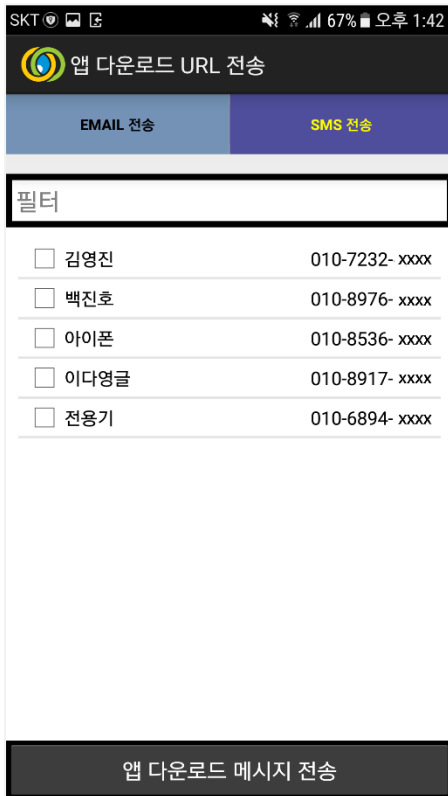 SKT 67% 오후 1:42
앱 다운로드 URL 전송
EMAIL 전송 SMS 전송
필터
김영진 010-7232- xxxx
백진호 010-8976- xxxx
아이폰 010-8536- xxxx
이다영글 010-8917- xxxx
전용기 010-6894- xxxx
앱 다운로드 메시지 전송